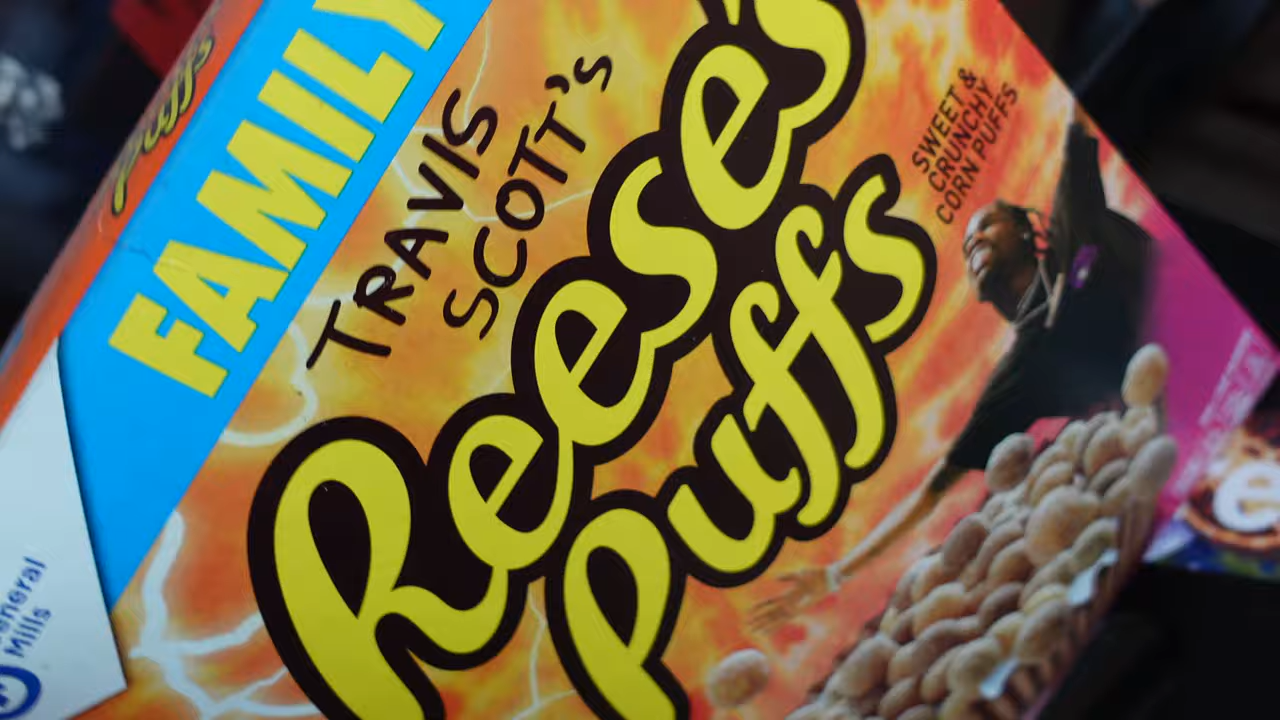 Puffs
FAMILY
TRAVIS
SCOTT's
Reese's
Puffs
SWEET &
CRUNCHY
CORN PUFFS
General
Mills